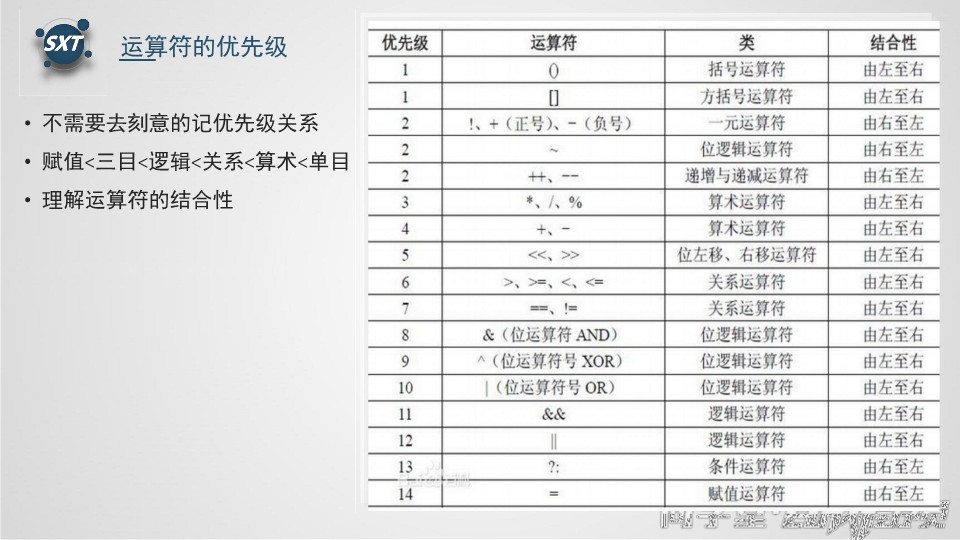 SXT
运算符的优先级
• 不需要去刻意的记优先级关系
• 赋值<三目<逻辑<关系<算术<单目
• 理解运算符的结合性
优先级 运算符 类 结合性
1 () 括号运算符 由左至右
1 [] 方括号运算符 由左至右
2 !、+（正号）、-（负号） 一元运算符 由右至左
2 ~ 位逻辑运算符 由右至左
2 ++、-- 递增与递减运算符 由右至左
3 *、/、% 算术运算符 由左至右
4 +、- 算术运算符 由左至右
5 <<、>> 位左移、右移运算符 由左至右
6 >、>=、<、<= 关系运算符 由左至右
7 ==、!= 关系运算符 由左至右
8 &（位运算符 AND） 位逻辑运算符 由左至右
9 ^（位运算符号 XOR） 位逻辑运算符 由左至右
10 |（位运算符号 OR） 位逻辑运算符 由左至右
11 && 逻辑运算符 由左至右
12 || 逻辑运算符 由左至右
13 ?: 条件运算符 由右至左
14 = 赋值运算符 由右至左